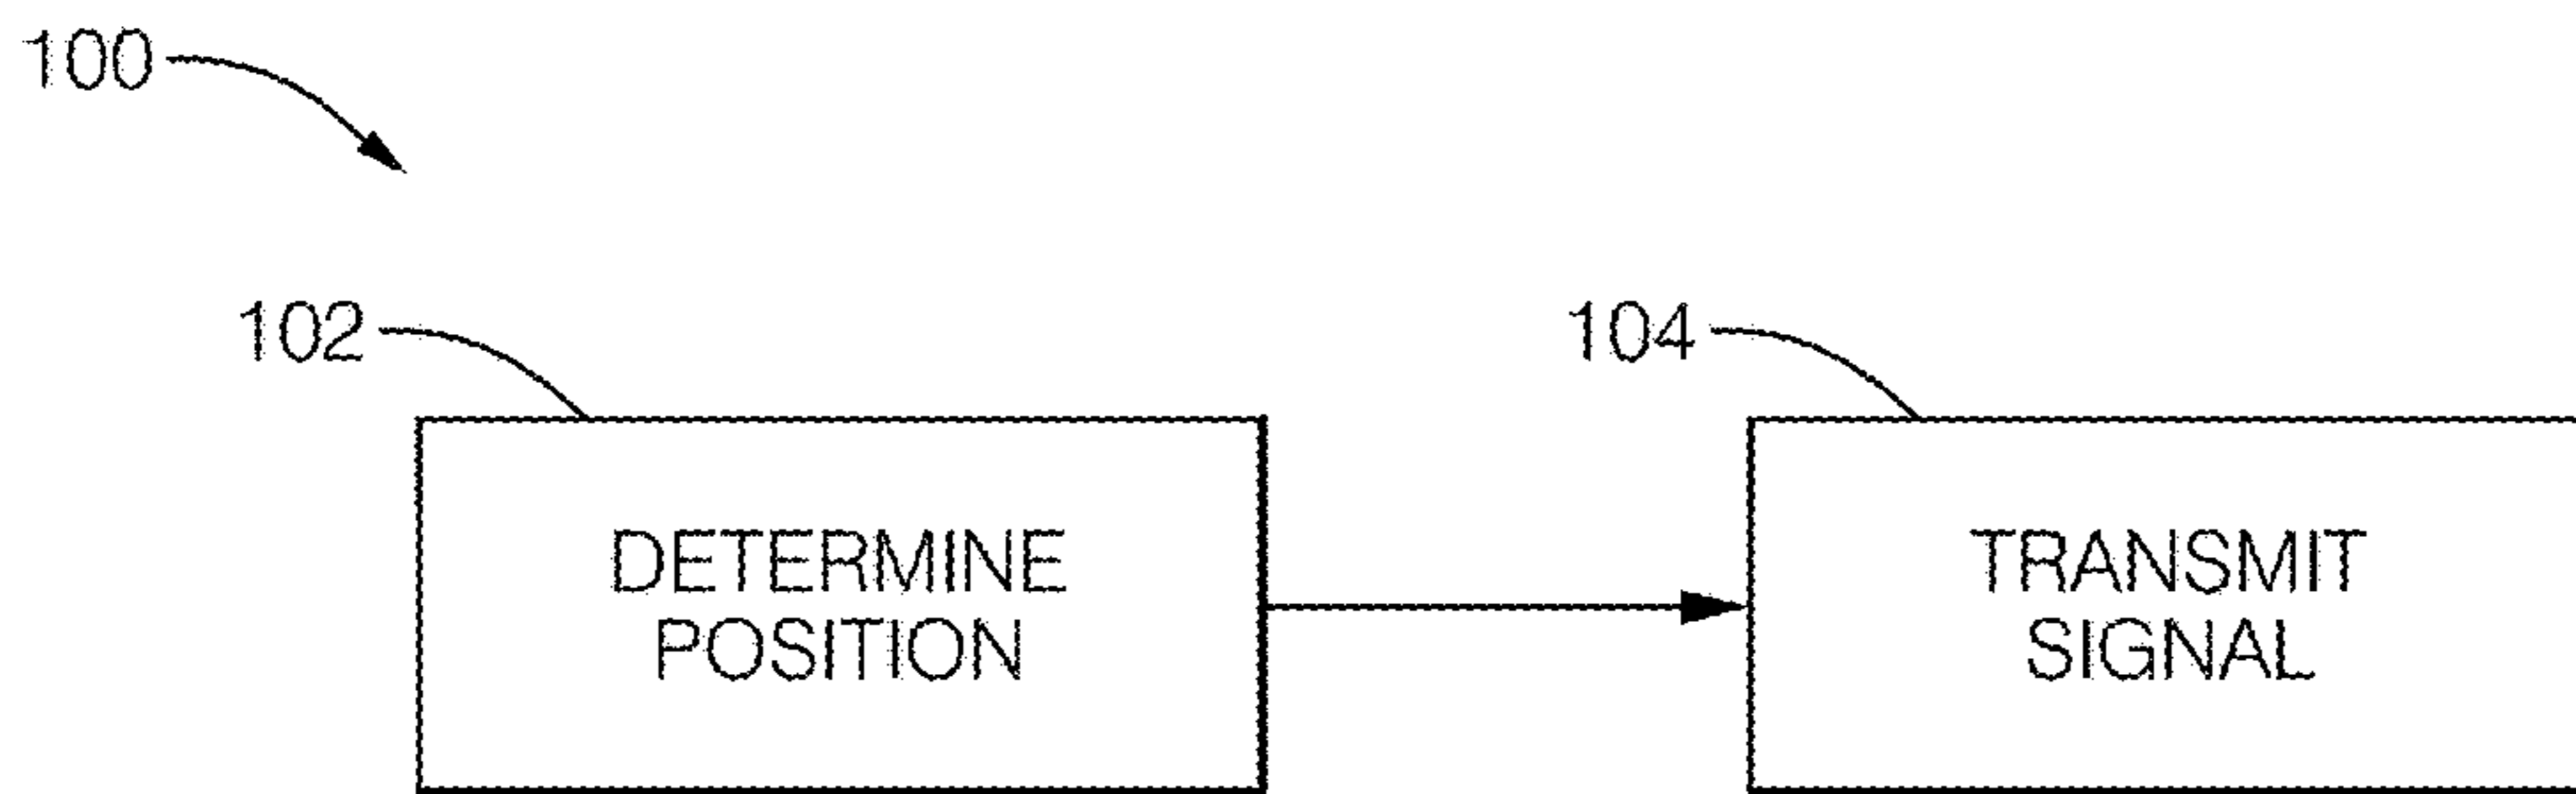 100
102
104
DETERMINE
POSITION
TRANSMIT
SIGNAL